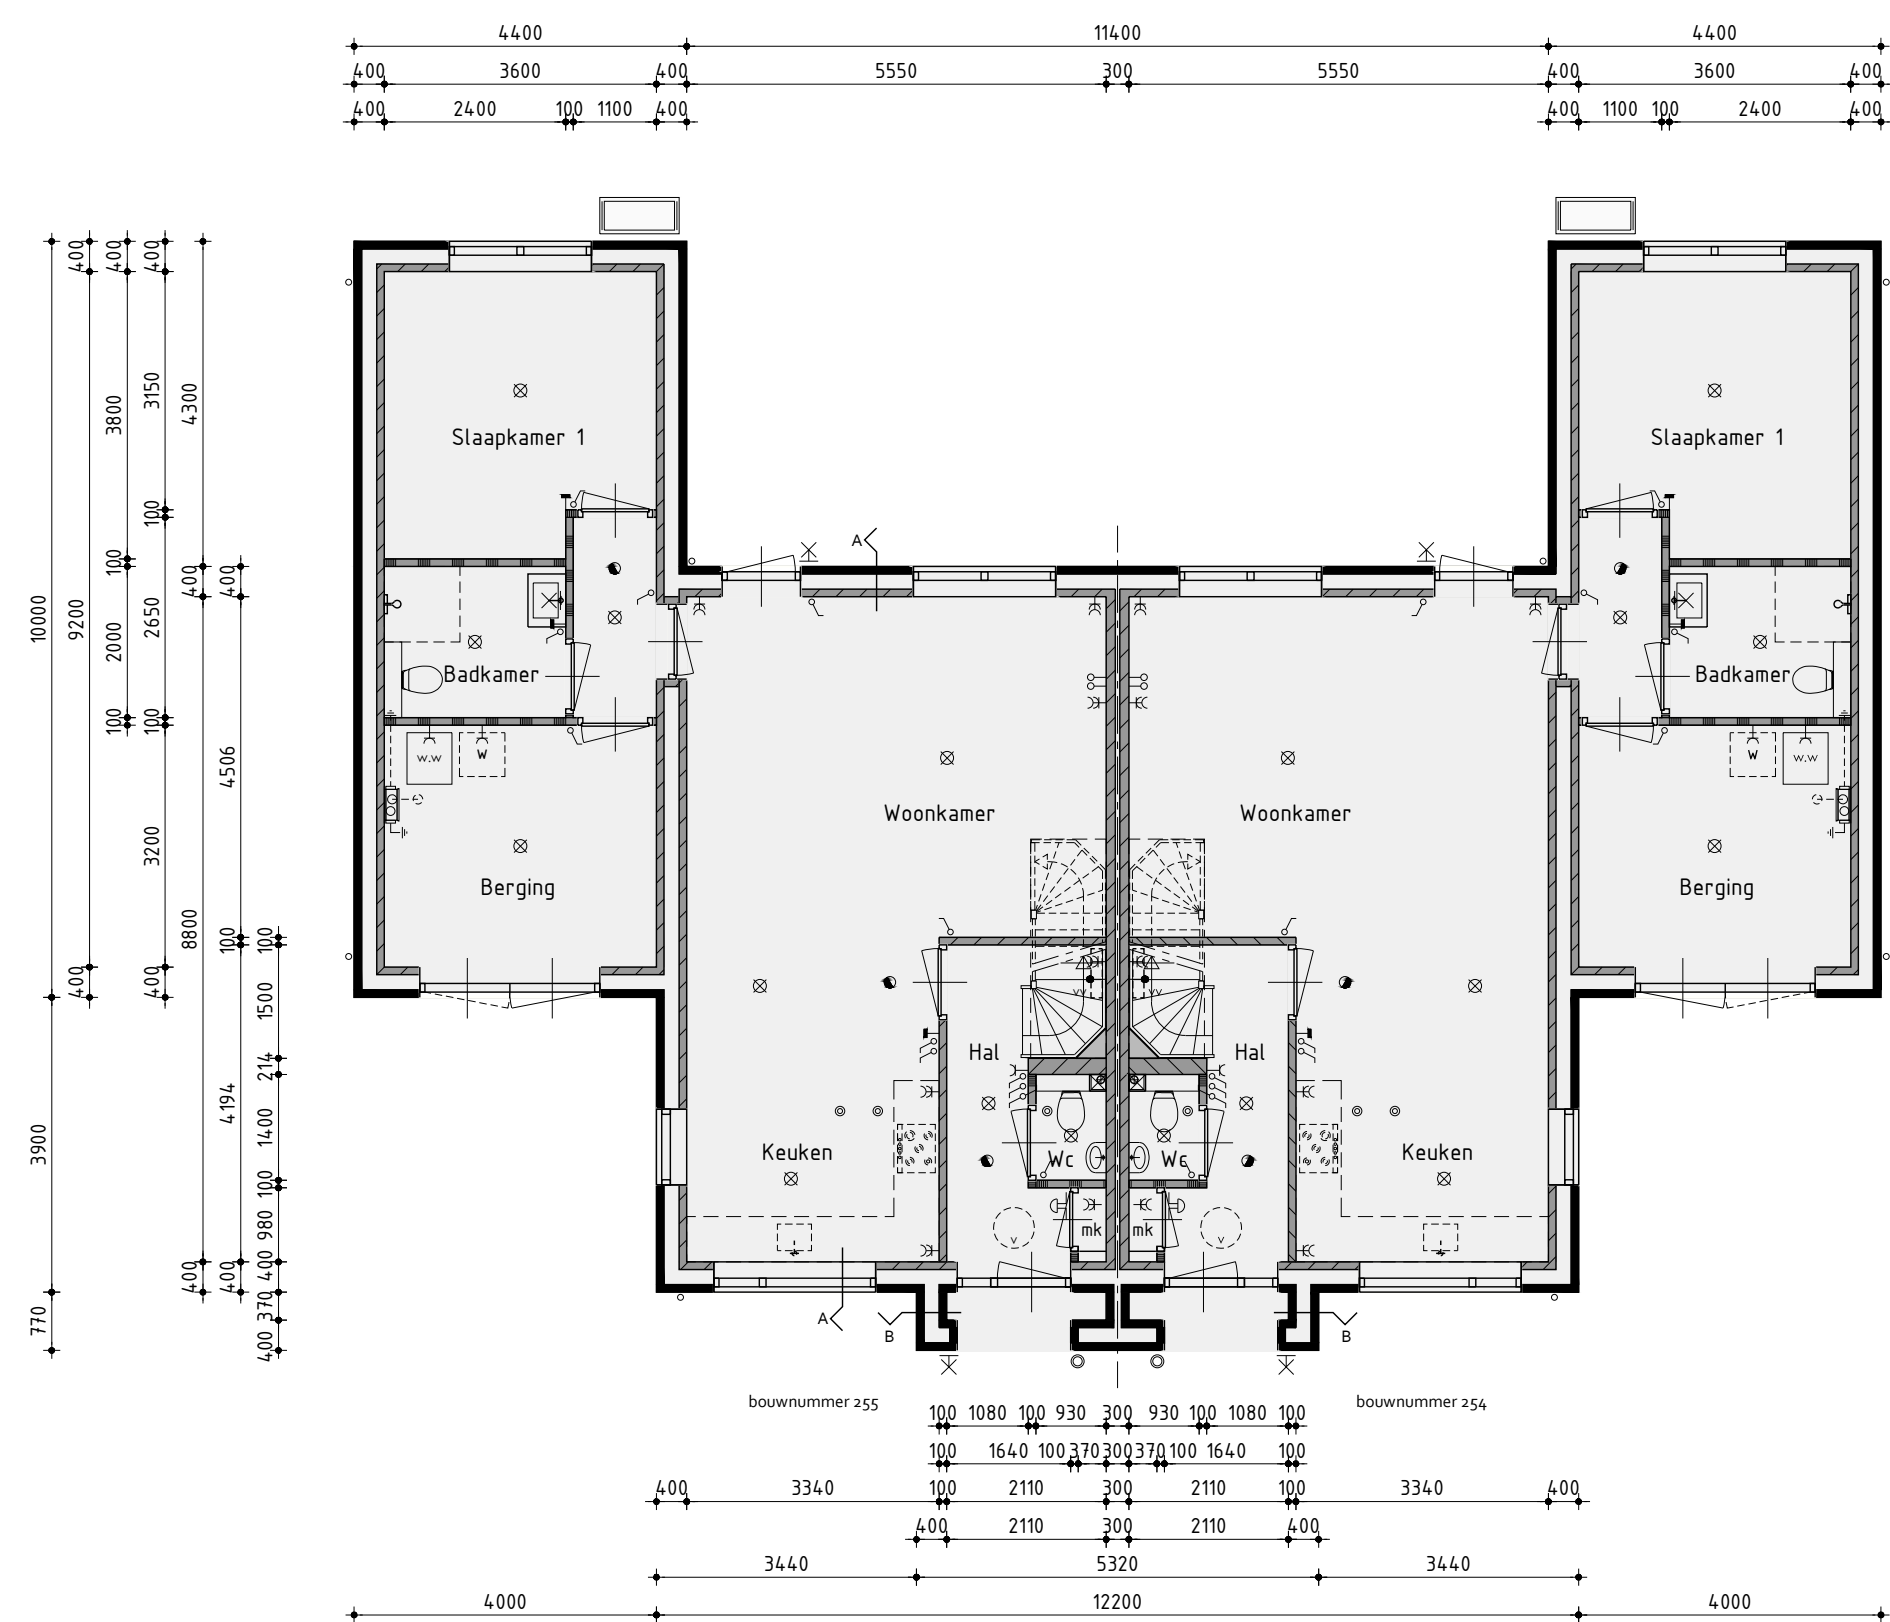 4400 11400 4400
400 3600 400 5550 300 5550 400 3600 400
400 2400 100 1100 400 400 1100 100 2400 400
10000 3900 770
400 9200 400
400 3800 100 2000 100
400 3150 100 2650 100 3200 400
4300 400 8800 400
400 4506 100 4194 400
100 1500 214 1400 100 980 400 370 400
Slaapkamer 1 Slaapkamer 1
A
Badkamer Badkamer
w.w w w w.w
Woonkamer Woonkamer
Berging Berging
vv vv
Hal Hal
Keuken Wc Wc Keuken
v mk mk v
A B B
bouwnummer 255 bouwnummer 254
100 1080 100 930 300 930 100 1080 100
100 1640 100 370 300 370 100 1640 100
400 3340 100 2110 300 2110 100 3340 400
400 2110 300 2110 400
3440 5320 3440
4000 12200 4000